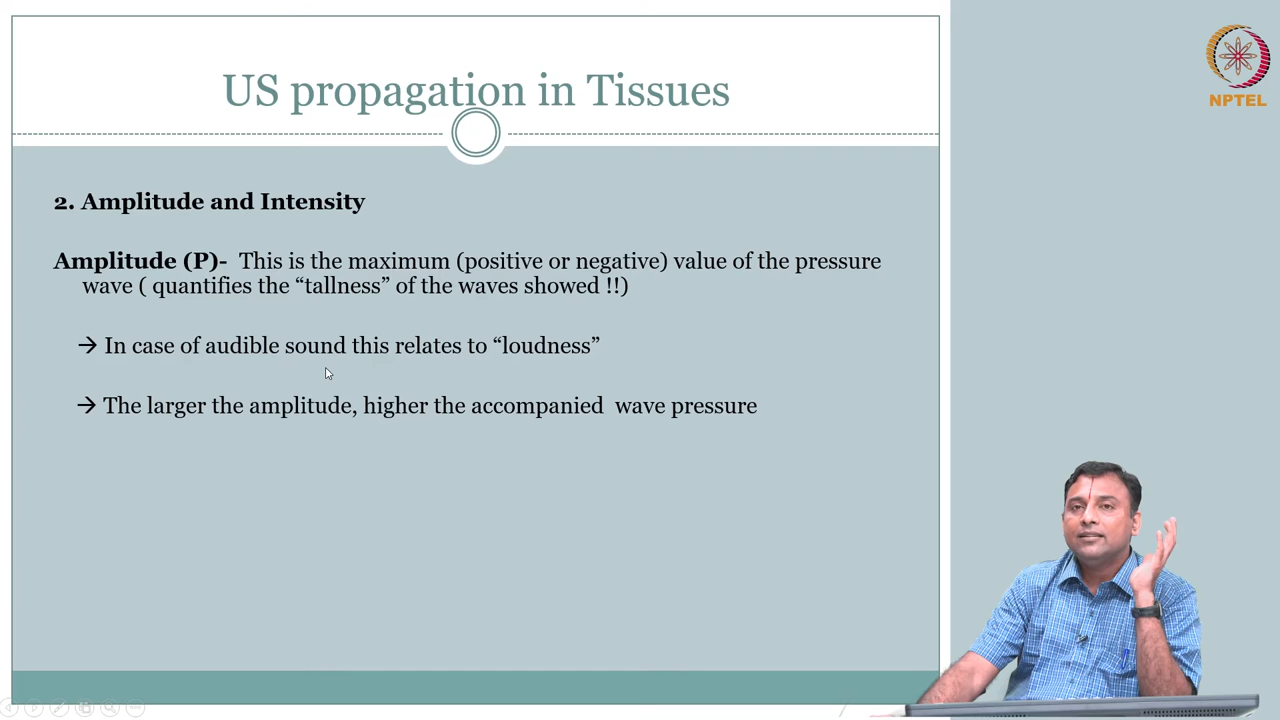 US propagation in Tissues
NPTEL
2. Amplitude and Intensity
Amplitude (P)- This is the maximum (positive or negative) value of the pressure
wave ( quantifies the “tallness” of the waves showed !!)
→ In case of audible sound this relates to “loudness”
→ The larger the amplitude, higher the accompanied wave pressure